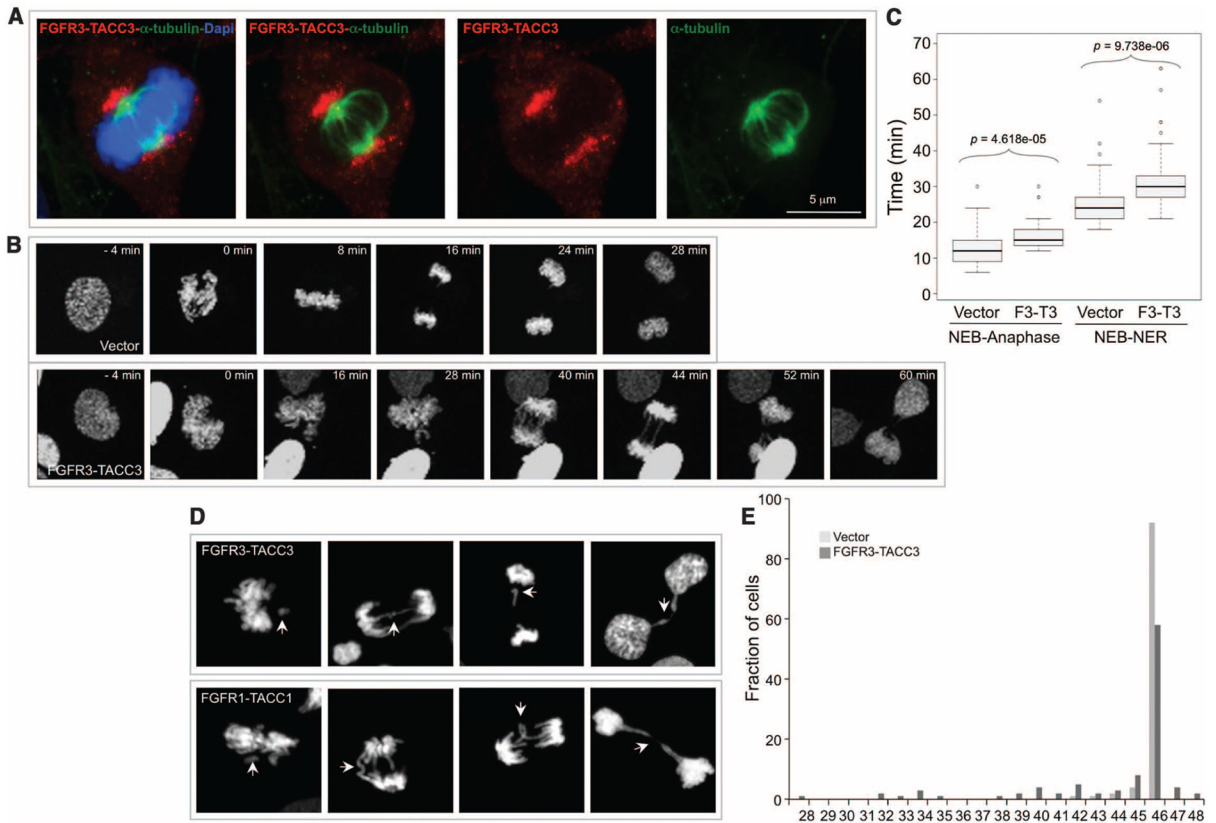 A
FGFR3-TACC3-α-tubulin-Dapi
FGFR3-TACC3-α-tubulin
FGFR3-TACC3
α-tubulin
5 μm
B
- 4 min
0 min
8 min
16 min
24 min
28 min
Vector
- 4 min
0 min
16 min
28 min
40 min
44 min
52 min
60 min
FGFR3-TACC3
C
Time (min)
70
60
50
40
30
20
10
0
p = 4.618e-05
p = 9.738e-06
Vector F3-T3 Vector F3-T3
NEB-Anaphase NEB-NER
D
FGFR3-TACC3
FGFR1-TACC1
E
Fraction of cells
100
80
60
40
20
0
Vector
FGFR3-TACC3
28 29 30 31 32 33 34 35 31 38 39 40 41 42 43 44 45 46 47 48